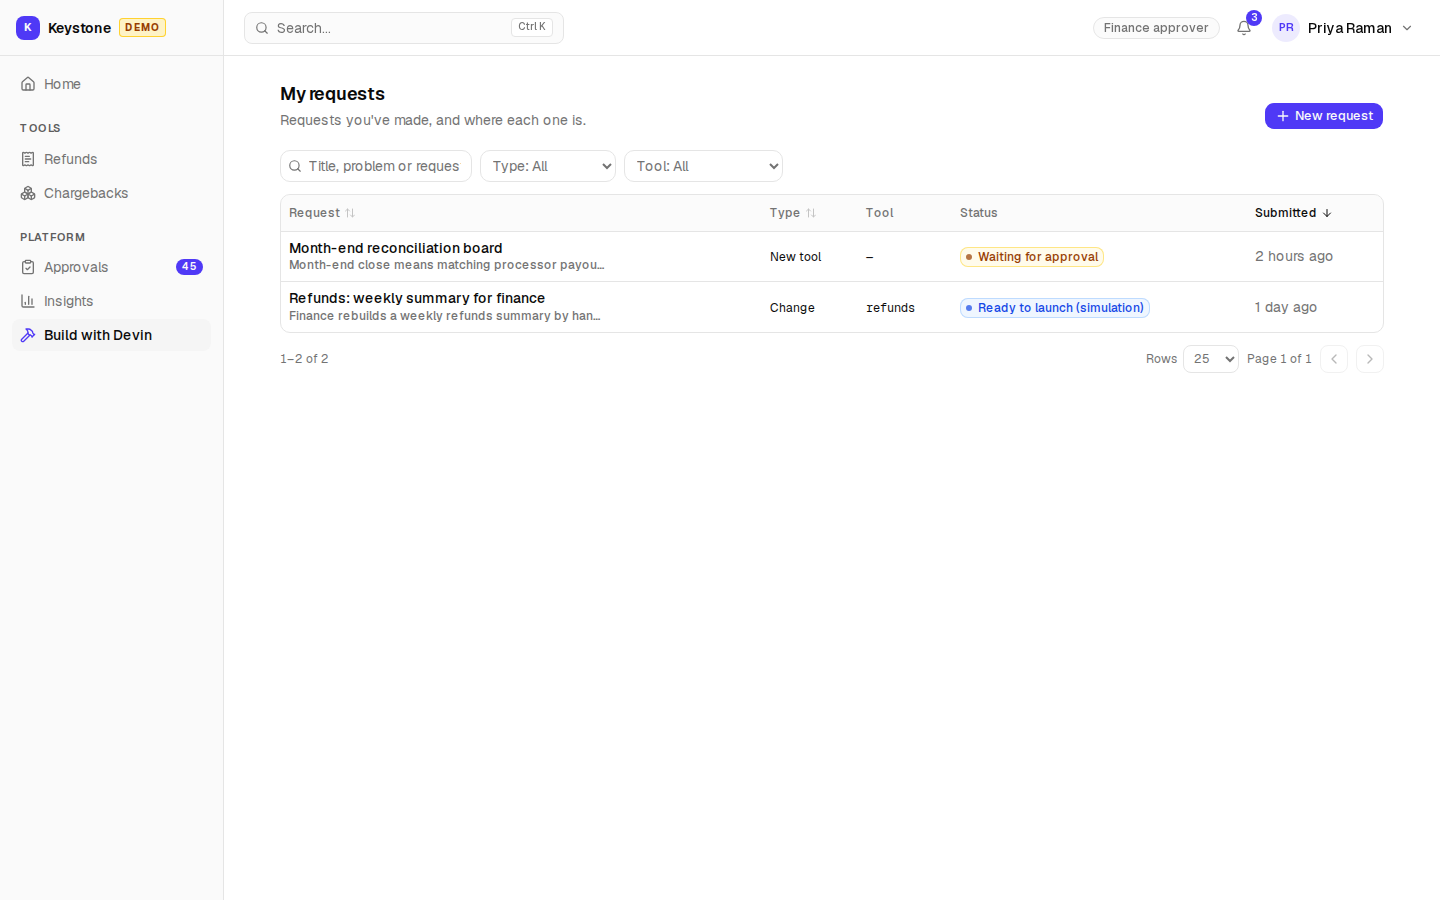 K Keystone DEMO
Search... Ctrl K
Finance approver
3
PR Priya Raman
Home
TOOLS
Refunds
Chargebacks
PLATFORM
Approvals 45
Insights
Build with Devin
My requests
Requests you've made, and where each one is.
New request
Title, problem or reques
Type: All
Tool: All
Request Type Tool Status Submitted
Month-end reconciliation board
Month-end close means matching processor payou...
New tool – Waiting for approval 2 hours ago
Refunds: weekly summary for finance
Finance rebuilds a weekly refunds summary by han...
Change refunds Ready to launch (simulation) 1 day ago
1–2 of 2
Rows 25 Page 1 of 1